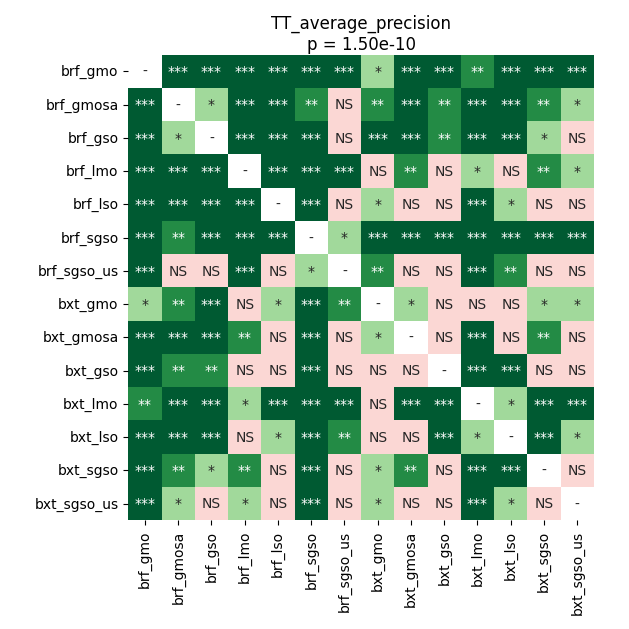 TT_average_precision
p = 1.50e-10
brf_gmo - *** *** *** *** *** *** * *** *** ** *** *** ***
brf_gmosa *** - * *** *** ** NS ** *** ** *** *** ** *
brf_gso *** * - *** *** *** NS *** *** ** *** *** * NS
brf_lmo *** *** *** - *** *** *** NS ** NS * NS ** *
brf_lso *** *** *** *** - *** NS * NS NS *** * NS NS
brf_sgso *** ** *** *** *** - * *** *** *** *** *** *** ***
brf_sgso_us *** NS NS *** NS * - ** NS NS *** ** NS NS
bxt_gmo * ** *** NS * *** ** - * NS NS NS * *
bxt_gmosa *** *** *** ** NS *** NS * - NS *** NS ** NS
bxt_gso *** ** ** NS NS *** NS NS NS - *** *** NS NS
bxt_lmo ** *** *** * *** *** *** NS *** *** - * *** ***
bxt_lso *** *** *** NS * *** ** NS NS *** * - *** *
bxt_sgso *** ** * ** NS *** NS * ** NS *** *** - NS
bxt_sgso_us *** * NS * NS *** NS * NS NS *** * NS -
brf_gmo
brf_gmosa
brf_gso
brf_lmo
brf_lso
brf_sgso
brf_sgso_us
bxt_gmo
bxt_gmosa
bxt_gso
bxt_lmo
bxt_lso
bxt_sgso
bxt_sgso_us